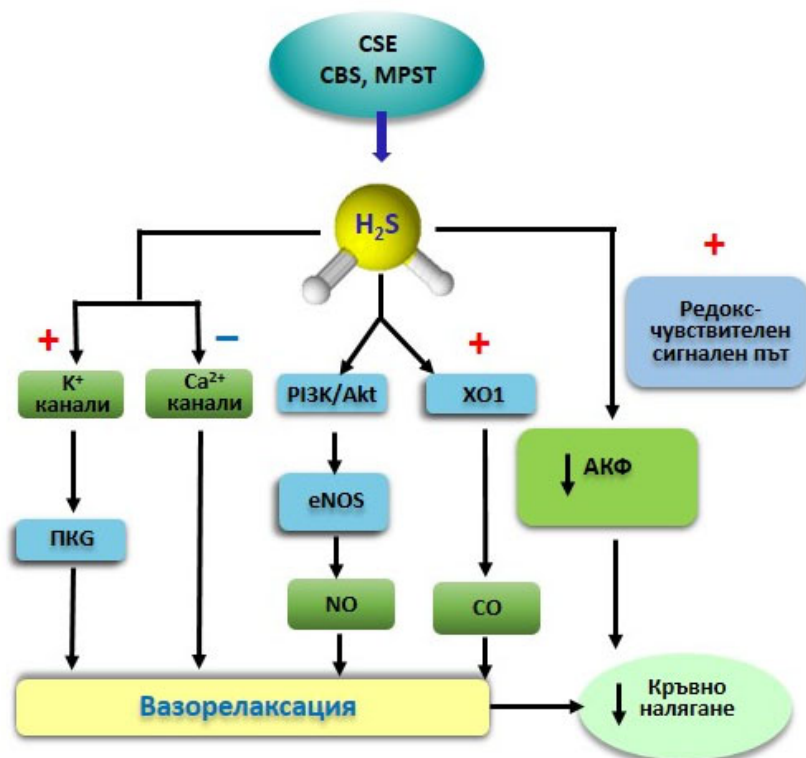 CSE
CBS, MPST
H₂S
+
Редокс-
чувствителен
сигнален път
+
–
+
K⁺
канали
Ca²⁺
канали
PI3K/Akt
ХО1
АКФ
eNOS
ПКG
NO
CO
Вазорелаксация
Кръвно
налягане